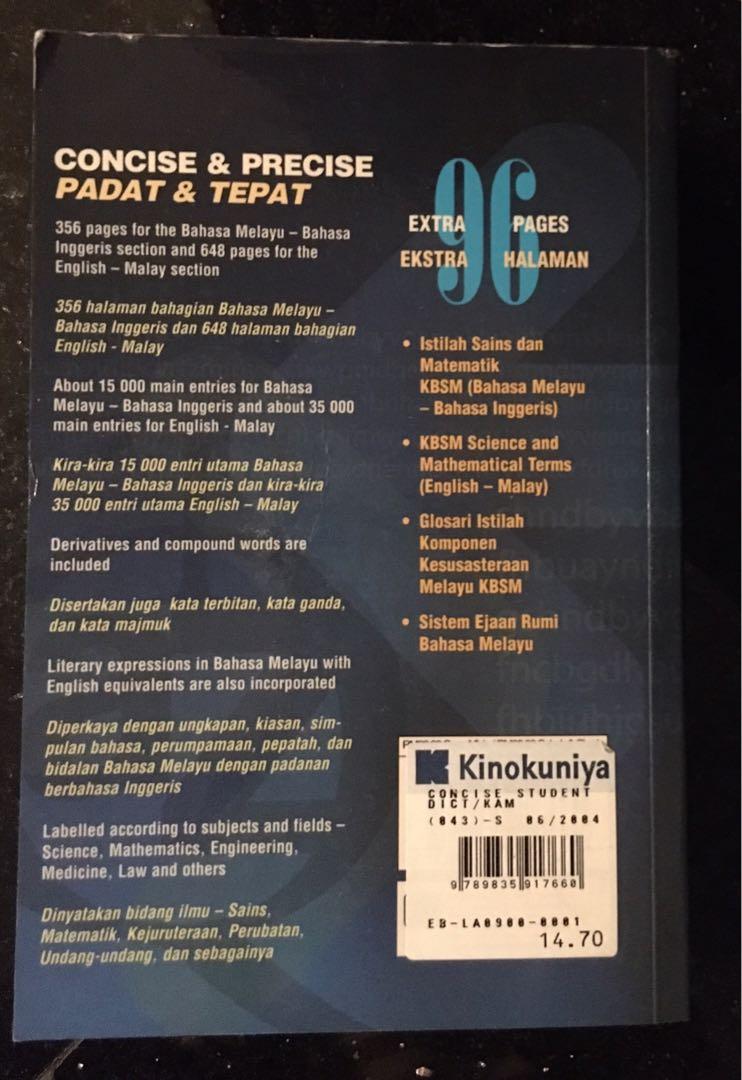 CONCISE & PRECISE
PADAT & TEPAT
356 pages for the Bahasa Melayu – Bahasa
Inggeris section and 648 pages for the
English – Malay section
356 halaman bahagian Bahasa Melayu –
Bahasa Inggeris dan 648 halaman bahagian
English - Malay
About 15 000 main entries for Bahasa
Melayu – Bahasa Inggeris and about 35 000
main entries for English - Malay
Kira-kira 15 000 entri utama Bahasa
Melayu – Bahasa Inggeris dan kira-kira
35 000 entri utama English – Malay
Derivatives and compound words are
included
Disertakan juga kata terbitan, kata ganda,
dan kata majmuk
Literary expressions in Bahasa Melayu with
English equivalents are also incorporated
Diperkaya dengan ungkapan, kiasan, sim-
pulan bahasa, perumpamaan, pepatah, dan
bidalan Bahasa Melayu dengan padanan
berbahasa Inggeris
Labelled according to subjects and fields –
Science, Mathematics, Engineering,
Medicine, Law and others
Dinyatakan bidang ilmu – Sains,
Matematik, Kejuruteraan, Perubatan,
Undang-undang, dan sebagainya
96
EXTRA PAGES
EKSTRA HALAMAN
• Istilah Sains dan
Matematik
KBSM (Bahasa Melayu
– Bahasa Inggeris)
• KBSM Science and
Mathematical Terms
(English – Malay)
• Glosari Istilah
Komponen
Kesusasteraan
Melayu KBSM
• Sistem Ejaan Rumi
Bahasa Melayu
Kinokuniya
CONCISE STUDENT
DICT/KAM
(043)-S 06/2004
9 789835 917660
EB-LA0900-0001
14.70